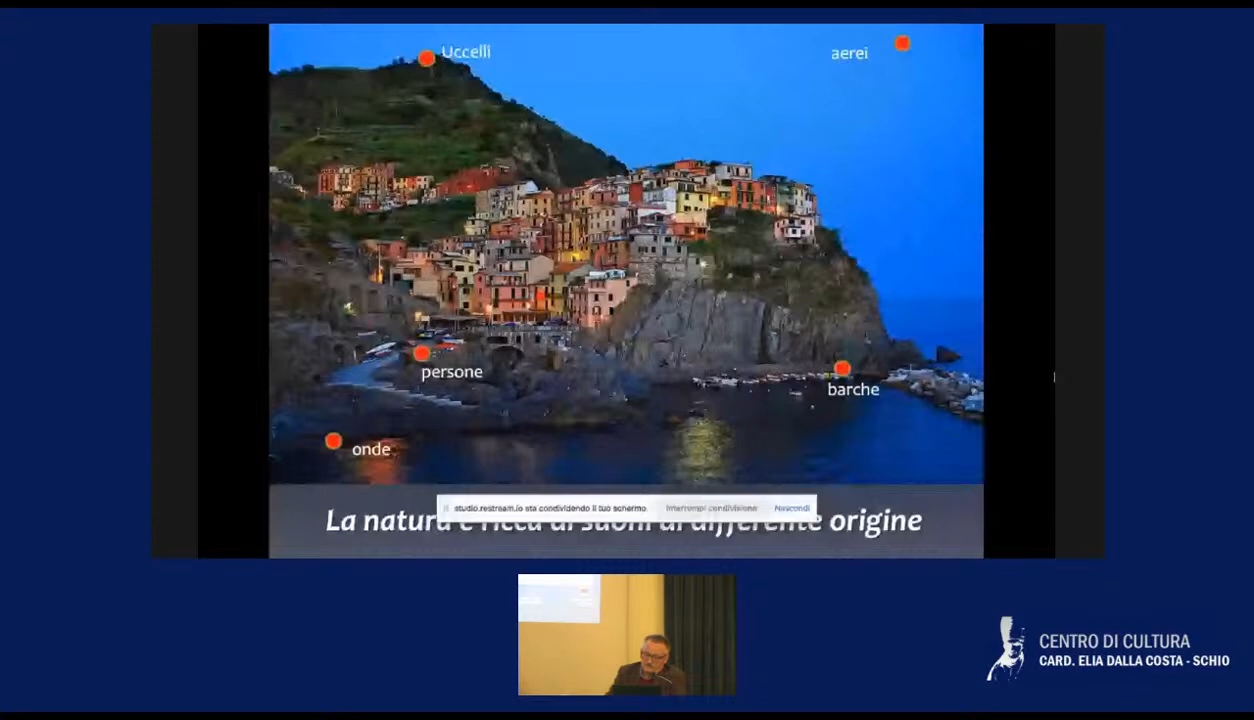 Uccelli
aerei
persone
barche
onde
studio.restream.io sta condividendo il tuo schermo.
Interrompi condivisione
Nascondi
La natura è ricca di suoni di differente origine
CENTRO DI CULTURA
CARD. ELIA DALLA COSTA - SCHIO